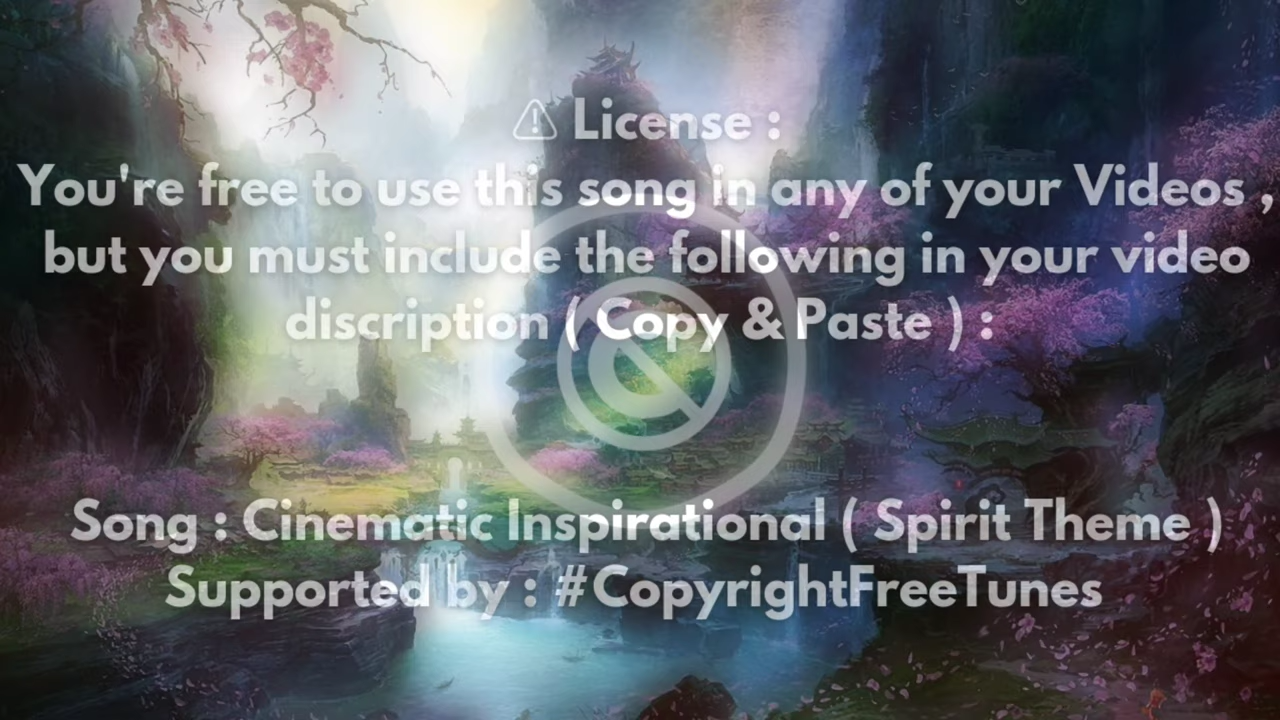 ⚠ License :
You're free to use this song in any of your Videos ,
but you must include the following in your video
discription ( Copy & Paste ) :
Song : Cinematic Inspirational ( Spirit Theme )
Supported by : #CopyrightFreeTunes